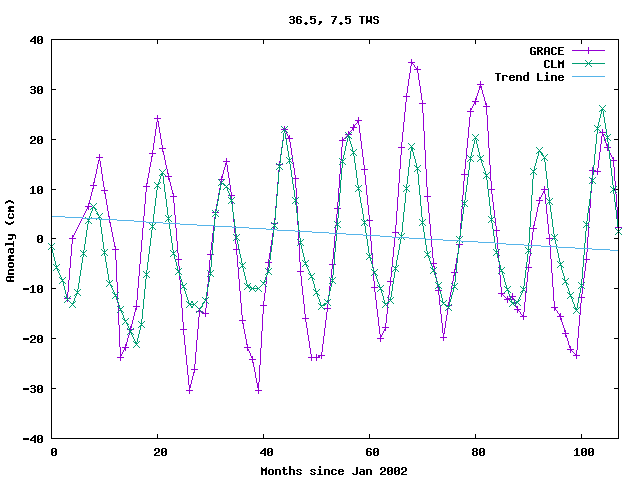 36.5, 7.5 TWS
GRACE
CLM
Trend Line
40
30
20
10
0
-10
-20
-30
-40
Anomaly (cm)
0 20 40 60 80 100
Months since Jan 2002